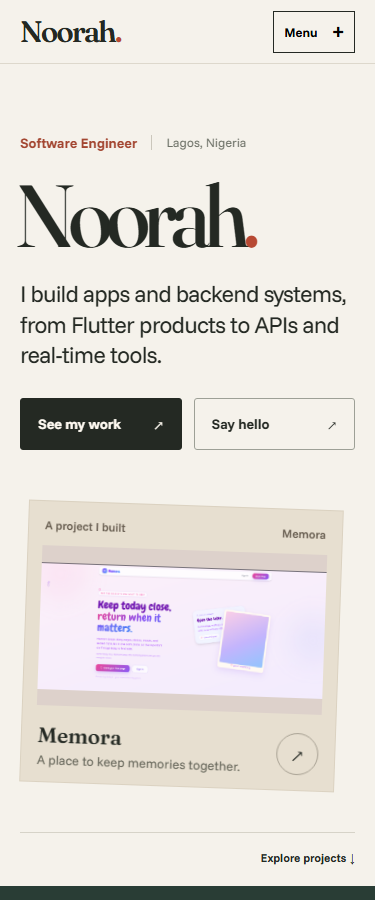 Noorah.
Menu +
Software Engineer
Lagos, Nigeria
Noorah.
I build apps and backend systems,
from Flutter products to APIs and
real-time tools.
See my work ↗
Say hello ↗
A project I built
Memora
Keep today close,
return when it
matters.
Memora
A place to keep memories together.
↗
Explore projects ↓